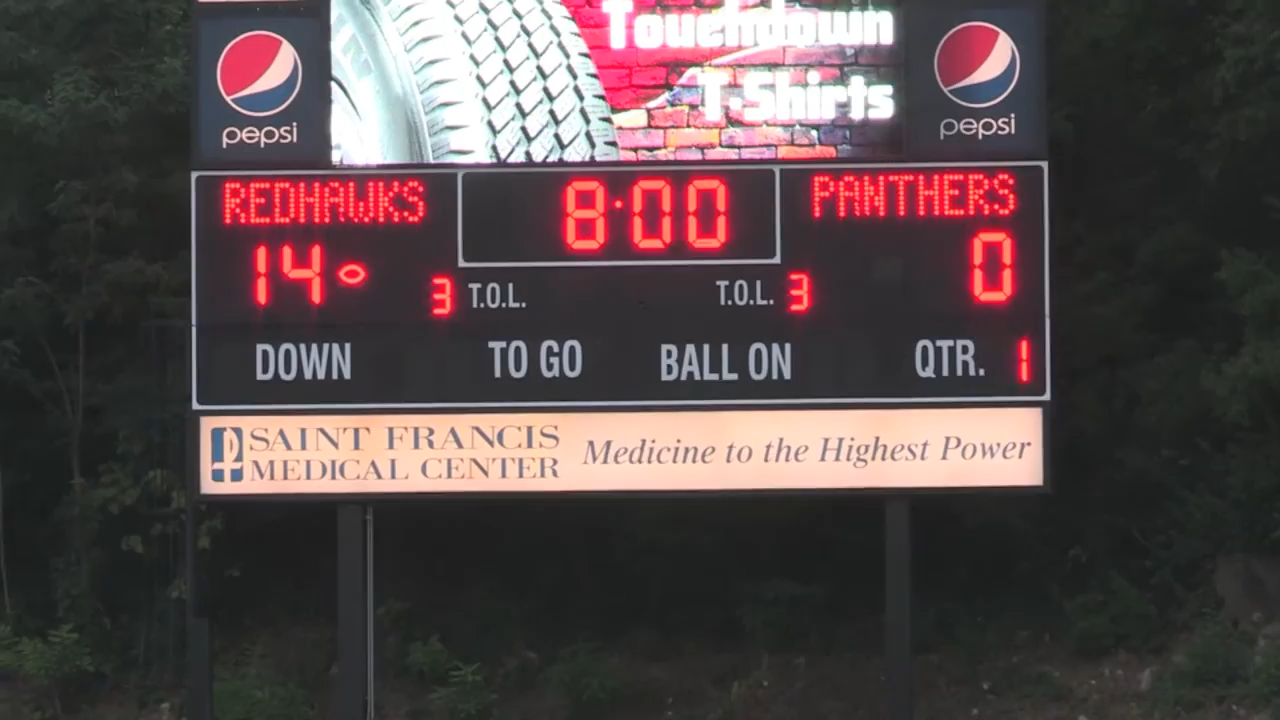 Touchdown
T-Shirts
pepsi
pepsi
REDHAWKS
8:00
PANTHERS
14
0
3 T.O.L.
T.O.L. 3
DOWN
TO GO
BALL ON
QTR. 1
SAINT FRANCIS
MEDICAL CENTER
Medicine to the Highest Power